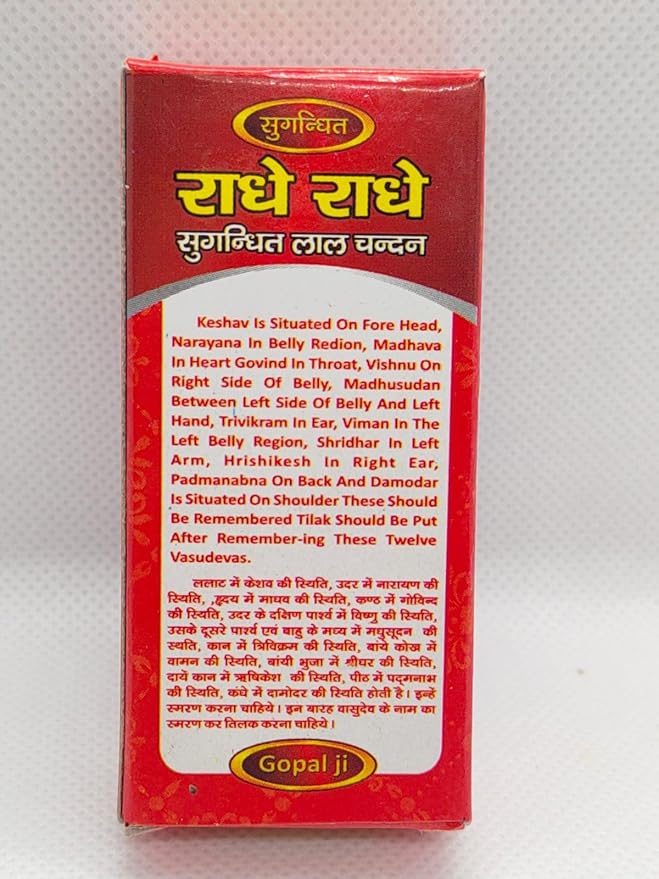 सुगन्धित
राधे राधे
सुगन्धित लाल चन्दन
Keshav Is Situated On Fore Head,
Narayana In Belly Redion, Madhava
In Heart Govind In Throat, Vishnu On
Right Side Of Belly, Madhusudan
Between Left Side Of Belly And Left
Hand, Trivikram In Ear, Viman In The
Left Belly Region, Shridhar In Left
Arm, Hrishikesh In Right Ear,
Padmanabna On Back And Damodar
Is Situated On Shoulder These Should
Be Remembered Tilak Should Be Put
After Remember-ing These Twelve
Vasudevas.
ललाट में केशव की स्थिति, उदर में नारायण की
स्थिति, ,हृदय में माधव की स्थिति, कण्ठ में गोविन्द
की स्थिति, उदर के दक्षिण पार्श्व में विष्णु की स्थिति,
उसके दूसरे पार्श्व एवं बाहु के मध्य में मधुसूदन की
स्थति, कान में त्रिविक्रम की स्थिति, बाये कोख में
वामन की स्थिति, बांयी भुजा में श्रीधर की स्थिति,
दायें कान में ऋषिकेश की स्थिति, पीठ में पद्मनाभ
की स्थिति, कंधे में दामोदर की स्थिति होती है। इन्हें
स्मरण करना चाहिये। इन बारह वासुदेव के नाम का
स्मरण कर तिलक करना चाहिये।
Gopal ji